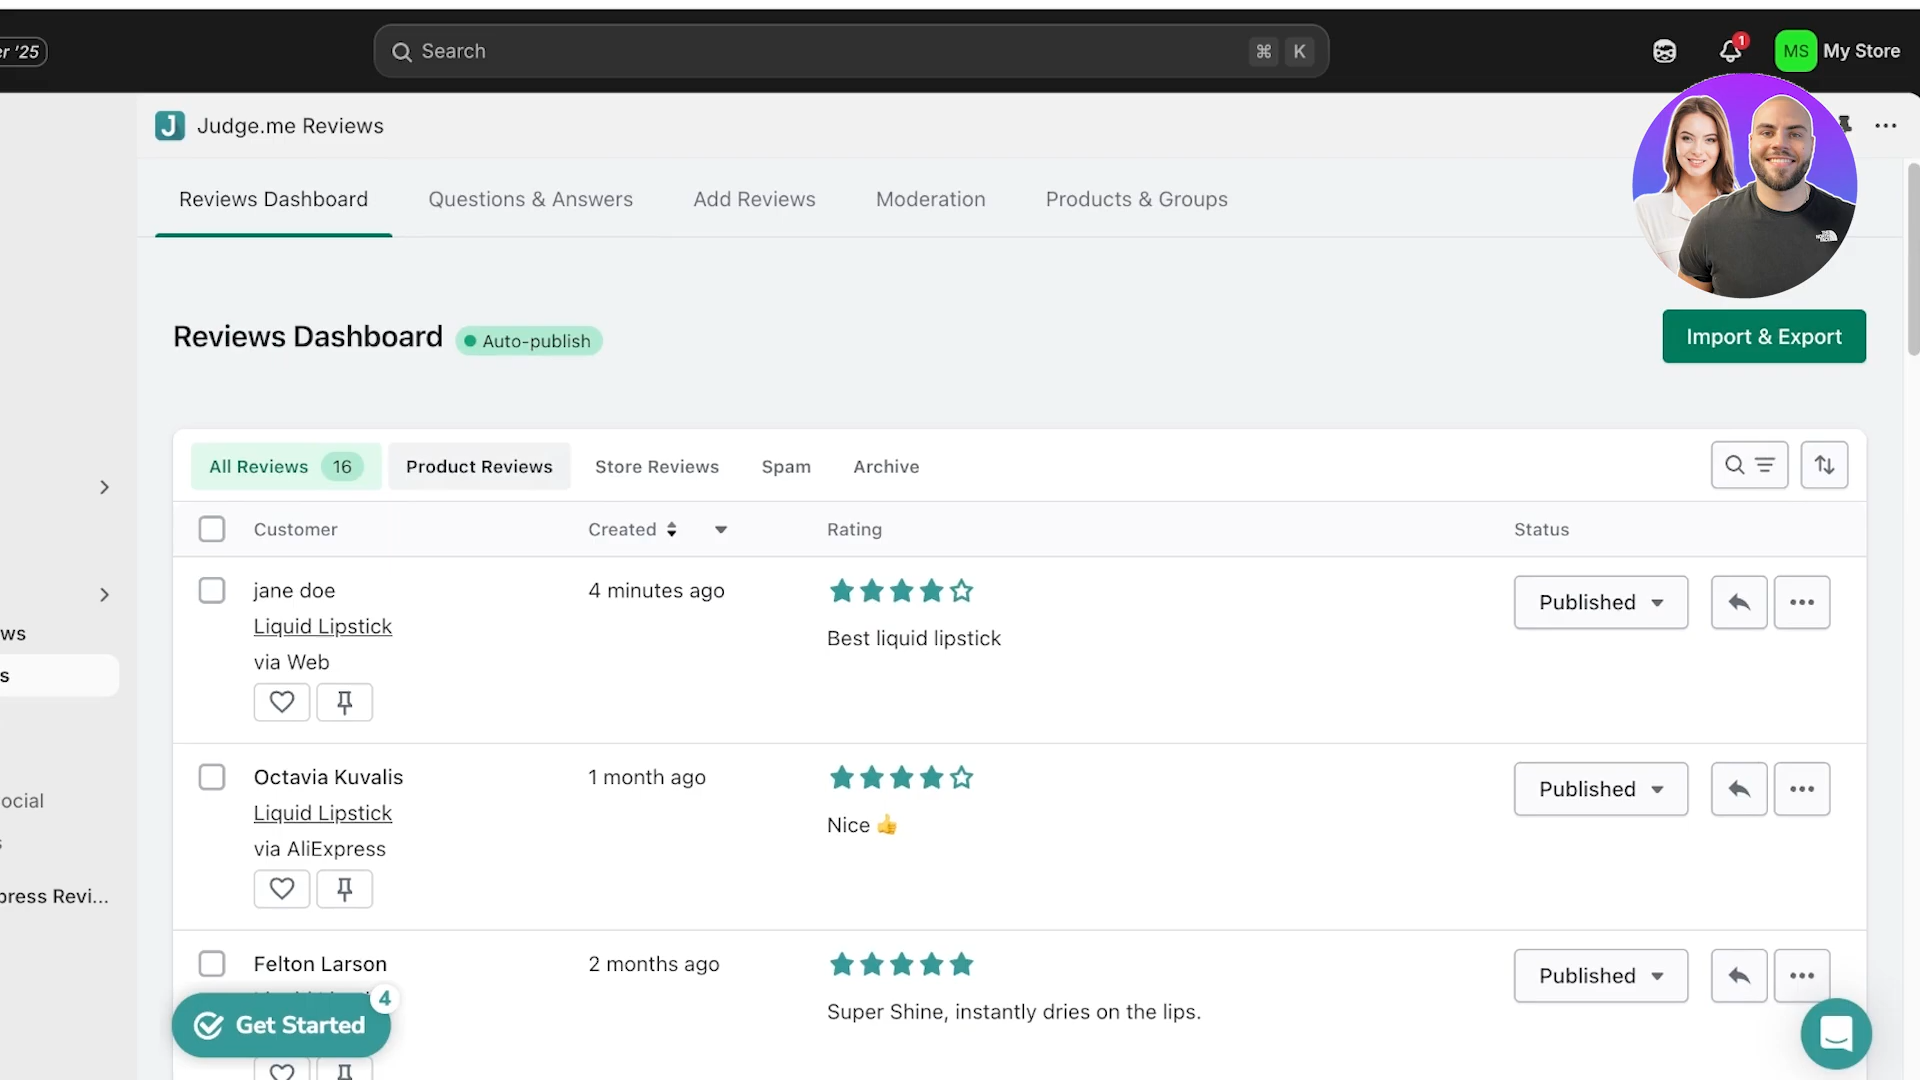 er '25
Search
⌘ K
1
MS My Store
J Judge.me Reviews
Reviews Dashboard Questions & Answers Add Reviews Moderation Products & Groups
Reviews Dashboard Auto-publish
Import & Export
All Reviews 16 Product Reviews Store Reviews Spam Archive
Customer Created Rating Status
jane doe 4 minutes ago Published
Liquid Lipstick
Best liquid lipstick
via Web
ws
s
Octavia Kuvalis 1 month ago Published
Liquid Lipstick
Nice 👍
via AliExpress
ocial
s
press Revi...
Felton Larson 2 months ago Published
Super Shine, instantly dries on the lips.
Get Started 4